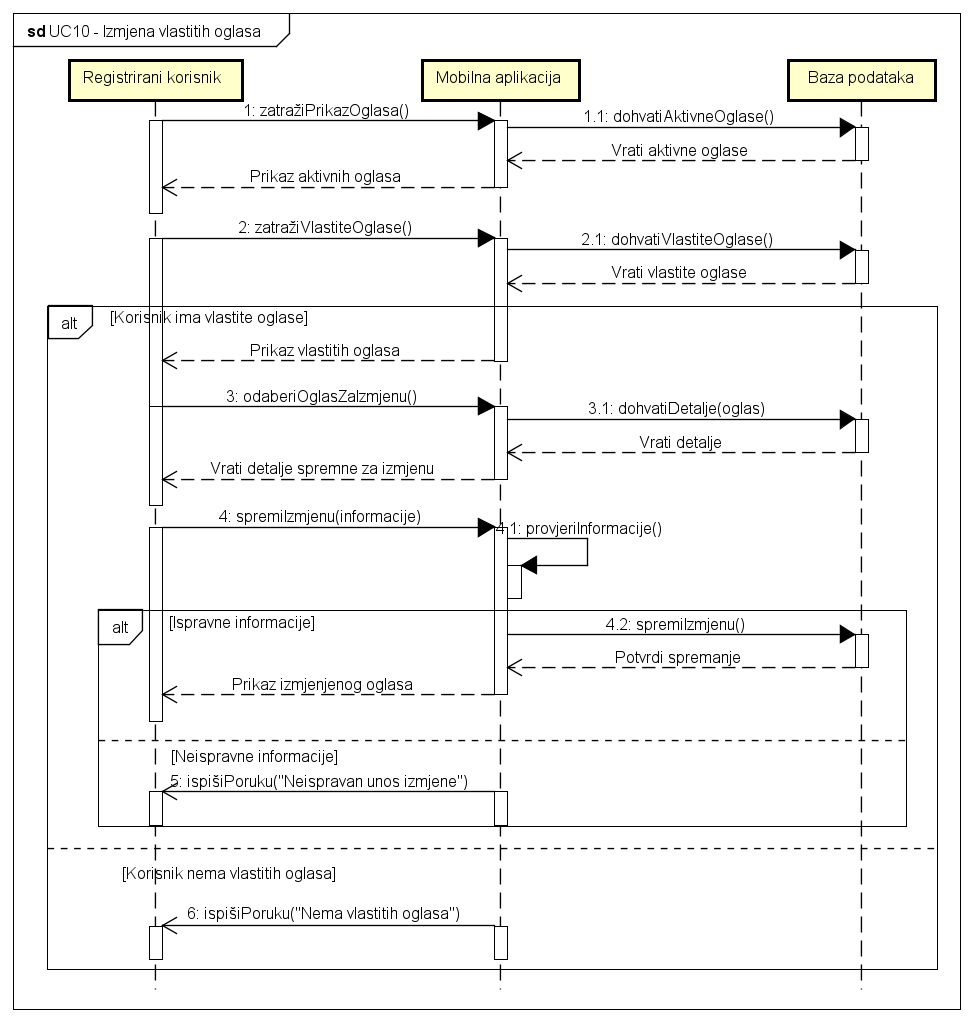 sd UC10 - Izmjena vlastitih oglasa
Registrirani korisnik
Mobilna aplikacija
Baza podataka
1: zatražiPrikazOglasa()
1.1: dohvatiAktivneOglase()
Vrati aktivne oglase
Prikaz aktivnih oglasa
2: zatražiVlastiteOglase()
2.1: dohvatiVlastiteOglase()
Vrati vlastite oglase
alt
[Korisnik ima vlastite oglase]
Prikaz vlastitih oglasa
3: odaberiOglasZaIzmjenu()
3.1: dohvatiDetalje(oglas)
Vrati detalje
Vrati detalje spremne za izmjenu
4: spremiIzmjenu(informacije)
4.1: provjeriInformacije()
alt
[Ispravne informacije]
4.2: spremiIzmjenu()
Potvrdi spremanje
Prikaz izmjenjenog oglasa
[Neispravne informacije]
5: ispišiPoruku("Neispravan unos izmjene")
[Korisnik nema vlastitih oglasa]
6: ispišiPoruku("Nema vlastitih oglasa")